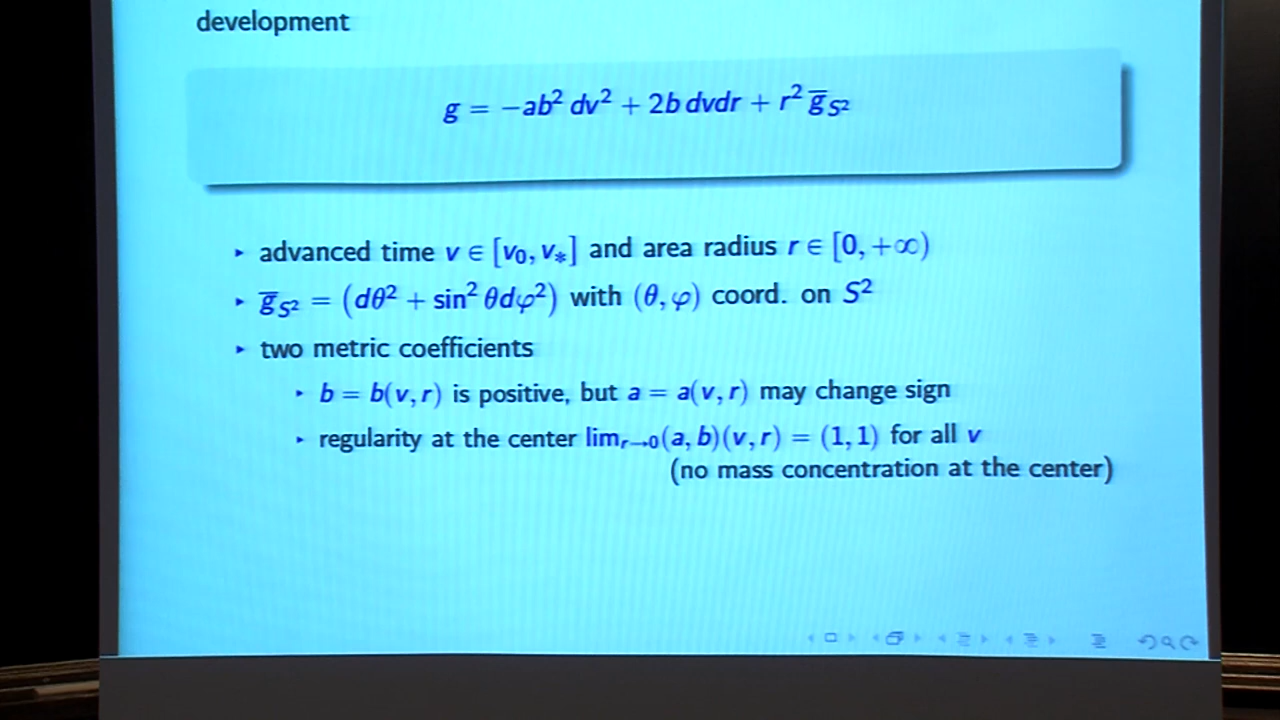 development
g = −ab² dv² + 2b dvdr + r² g̅_{S²}
‣ advanced time v ∈ [v₀, v_*] and area radius r ∈ [0, +∞)
‣ g̅_{S²} = (dθ² + sin² θdφ²) with (θ, φ) coord. on S²
‣ two metric coefficients
‣ b = b(v, r) is positive, but a = a(v, r) may change sign
‣ regularity at the center lim_{r→0}(a, b)(v, r) = (1, 1) for all v
(no mass concentration at the center)